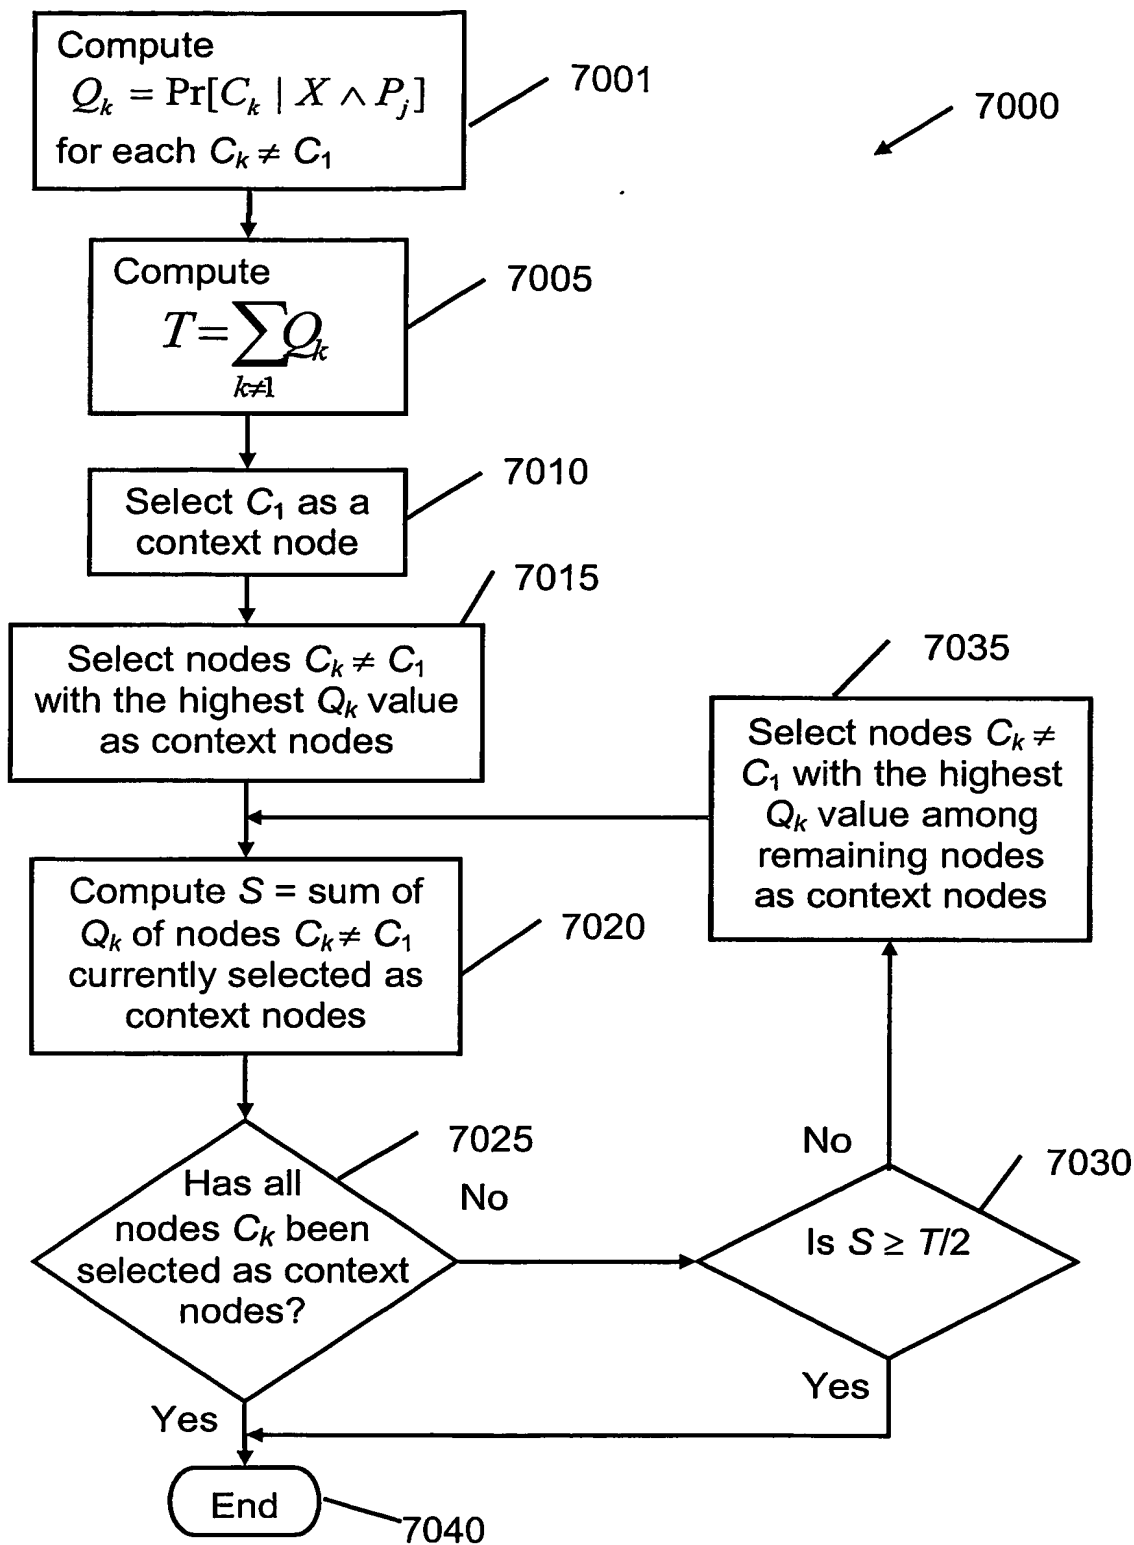 Compute
Q_k = Pr[C_k | X ∧ P_j]
for each C_k ≠ C_1
7001
7000
Compute
T = ∑ Q_k
k≠1
7005
Select C_1 as a
context node
7010
7015
Select nodes C_k ≠ C_1
with the highest Q_k value
as context nodes
7035
Select nodes C_k ≠
C_1 with the highest
Q_k value among
remaining nodes
as context nodes
Compute S = sum of
Q_k of nodes C_k ≠ C_1
currently selected as
context nodes
7020
7025
Has all
nodes C_k been
selected as context
nodes?
No
No
7030
Is S ≥ T/2
Yes
Yes
End
7040